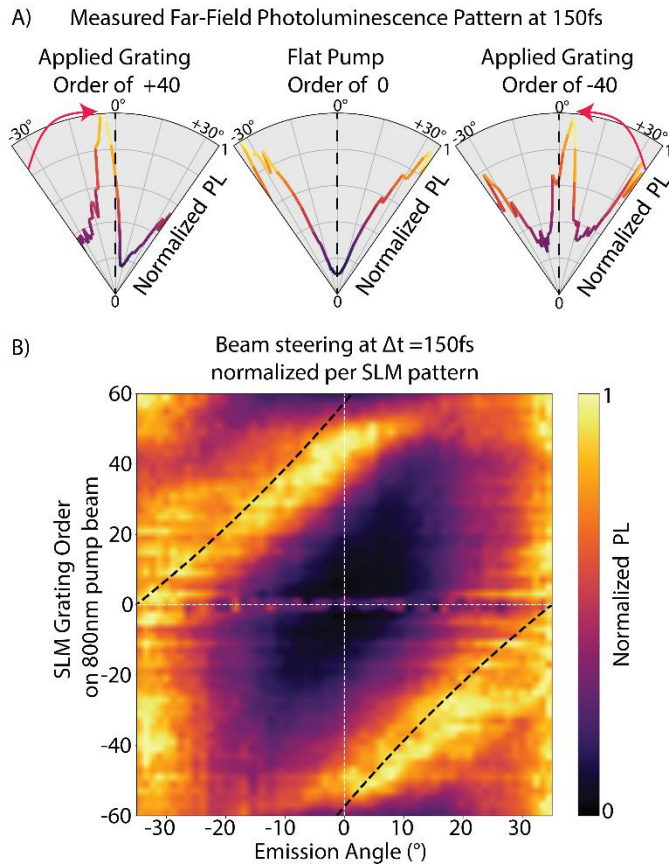 A) Measured Far-Field Photoluminescence Pattern at 150fs
Applied Grating
Order of +40
Flat Pump
Order of 0
Applied Grating
Order of -40
-30°
0°
+30°
1
0
Normalized PL
-30°
0°
+30°
1
0
Normalized PL
-30°
0°
+30°
1
0
Normalized PL
B)
Beam steering at Δt =150fs
normalized per SLM pattern
SLM Grating Order
on 800nm pump beam
60
40
20
0
-20
-40
-60
-30
-20
-10
0
10
20
30
Emission Angle (°)
1
0
Normalized PL